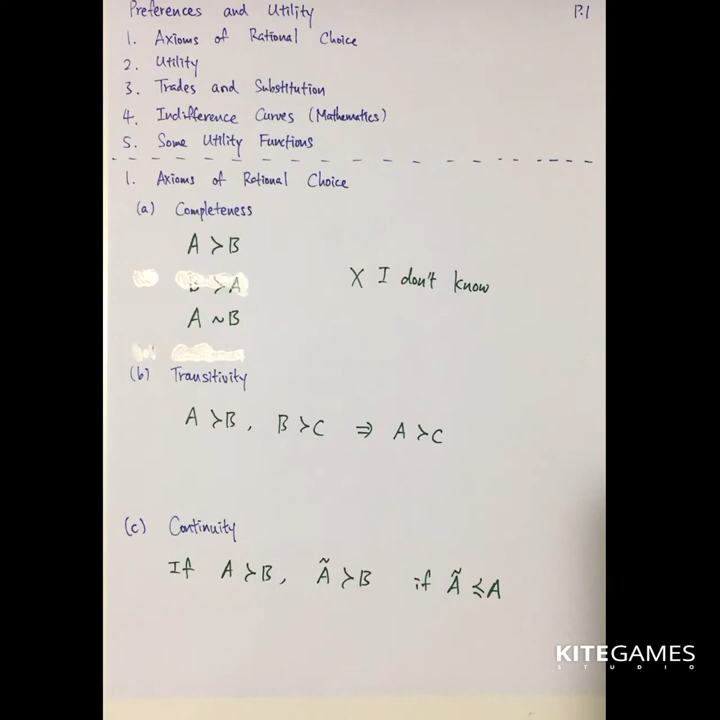 Preferences and Utility P.1
1. Axioms of Rational Choice
2. Utility
3. Trades and Substitution
4. Indifference Curves (Mathematics)
5. Some Utility Functions
1. Axioms of Rational Choice
(a) Completeness
A ≻ B
B ≻ A X I don't know
A ~ B
(b) Transitivity
A ≻ B, B ≻ C ⇒ A ≻ C
(c) Continuity
If A ≻ B, Ã ≻ B if Ã ≼ A
KITEGAMES
STUDIO